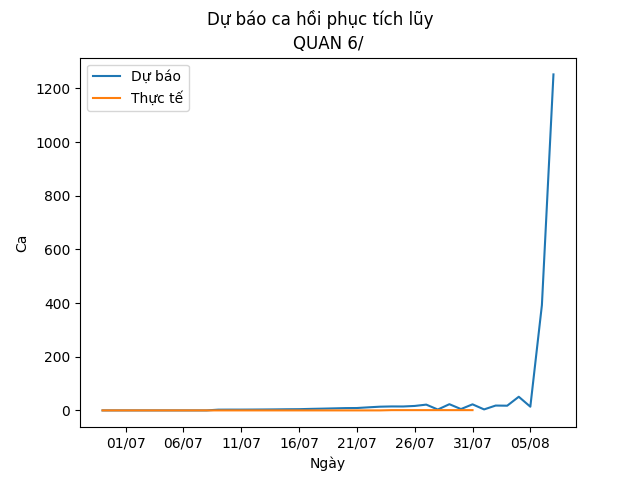 Dự báo ca hồi phục tích lũy
QUAN 6/
Dự báo
Thực tế
1200
1000
800
600
400
200
0
Ca
01/07 06/07 11/07 16/07 21/07 26/07 31/07 05/08
Ngày